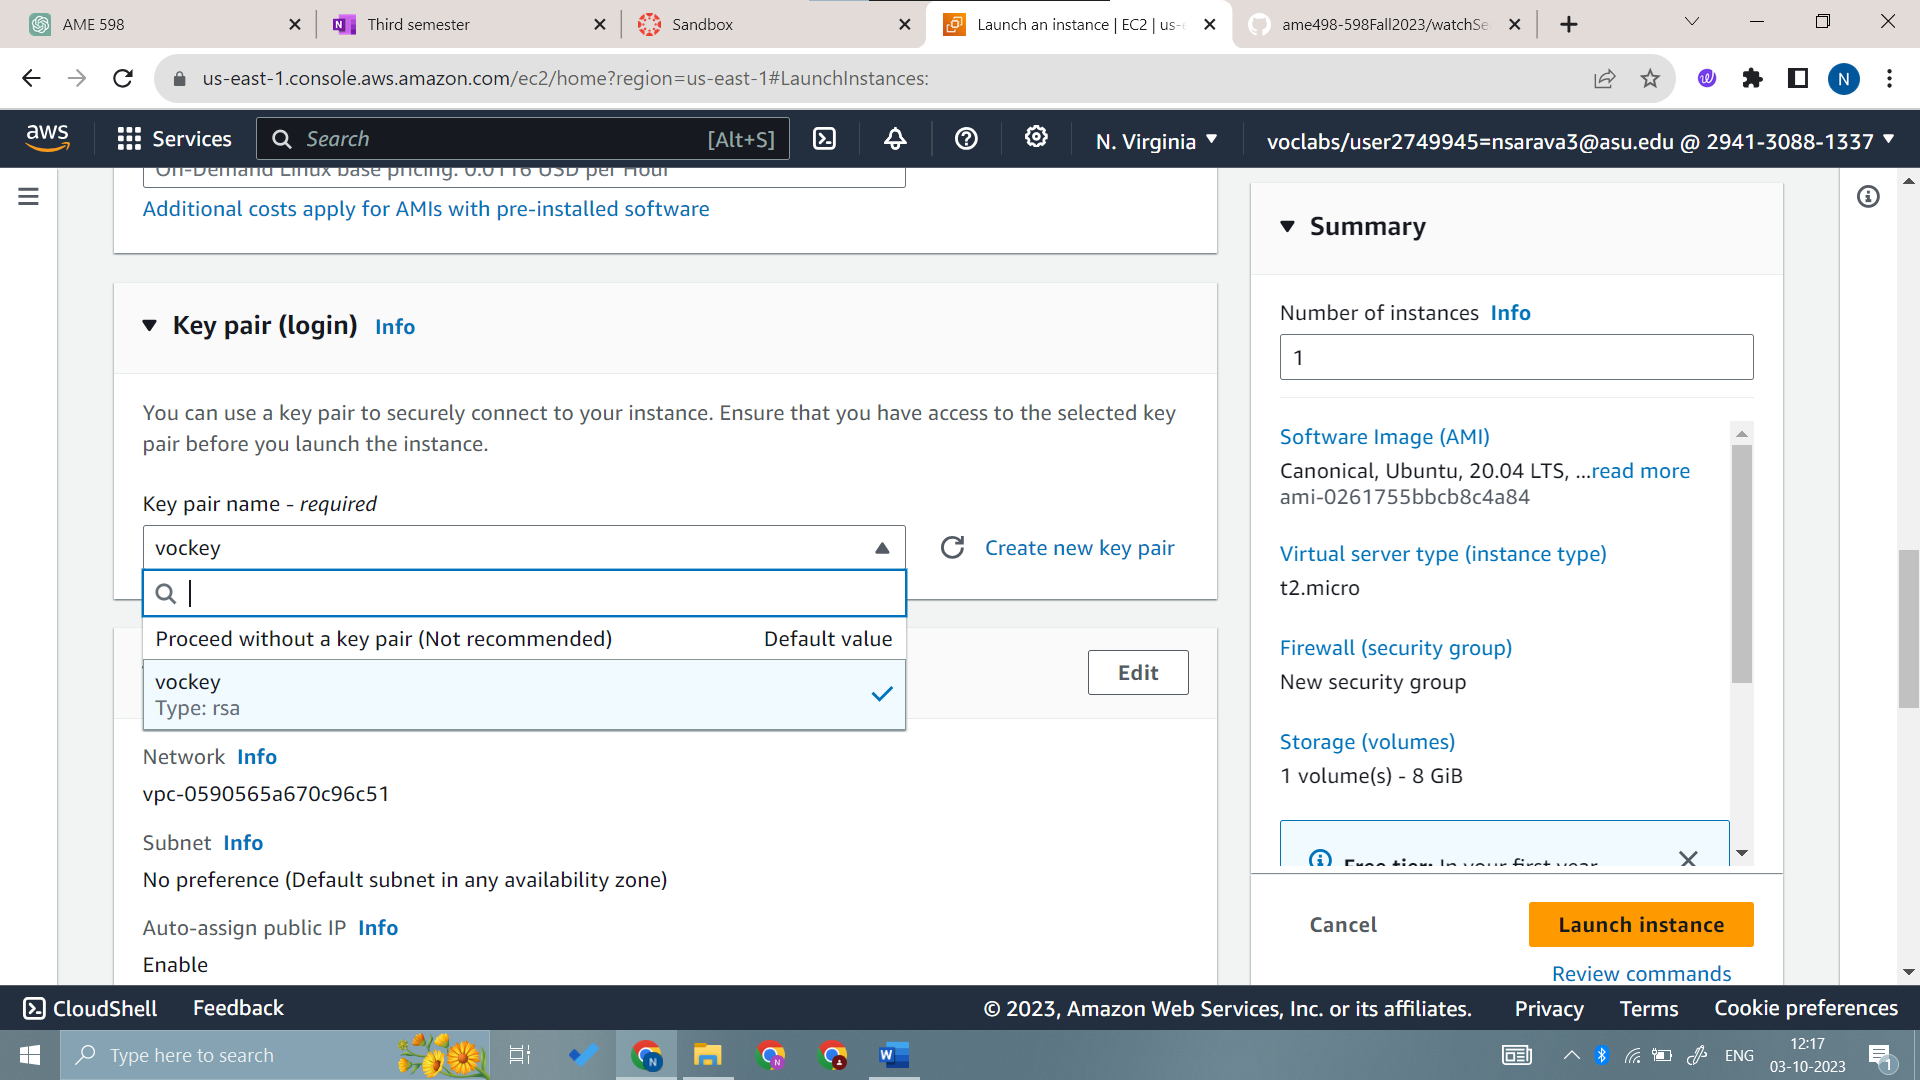 AME 598
Third semester
Sandbox
Launch an instance | EC2 | us-e
ame498-598Fall2023/watchSe
us-east-1.console.aws.amazon.com/ec2/home?region=us-east-1#LaunchInstances:
N
aws
Services
Search
[Alt+S]
N. Virginia
voclabs/user2749945=nsarava3@asu.edu @ 2941-3088-1337
On-Demand Linux base pricing: 0.0116 USD per Hour
Additional costs apply for AMIs with pre-installed software
Key pair (login) Info
You can use a key pair to securely connect to your instance. Ensure that you have access to the selected key
pair before you launch the instance.
Key pair name - required
vockey
Create new key pair
Proceed without a key pair (Not recommended) Default value
vockey
Type: rsa
Edit
Network Info
vpc-0590565a670c96c51
Subnet Info
No preference (Default subnet in any availability zone)
Auto-assign public IP Info
Enable
Summary
Number of instances Info
1
Software Image (AMI)
Canonical, Ubuntu, 20.04 LTS, ...read more
ami-0261755bbcb8c4a84
Virtual server type (instance type)
t2.micro
Firewall (security group)
New security group
Storage (volumes)
1 volume(s) - 8 GiB
Free tier: In your first year
Cancel
Launch instance
Review commands
CloudShell
Feedback
© 2023, Amazon Web Services, Inc. or its affiliates.
Privacy
Terms
Cookie preferences
Type here to search
ENG
12:17
03-10-2023
1